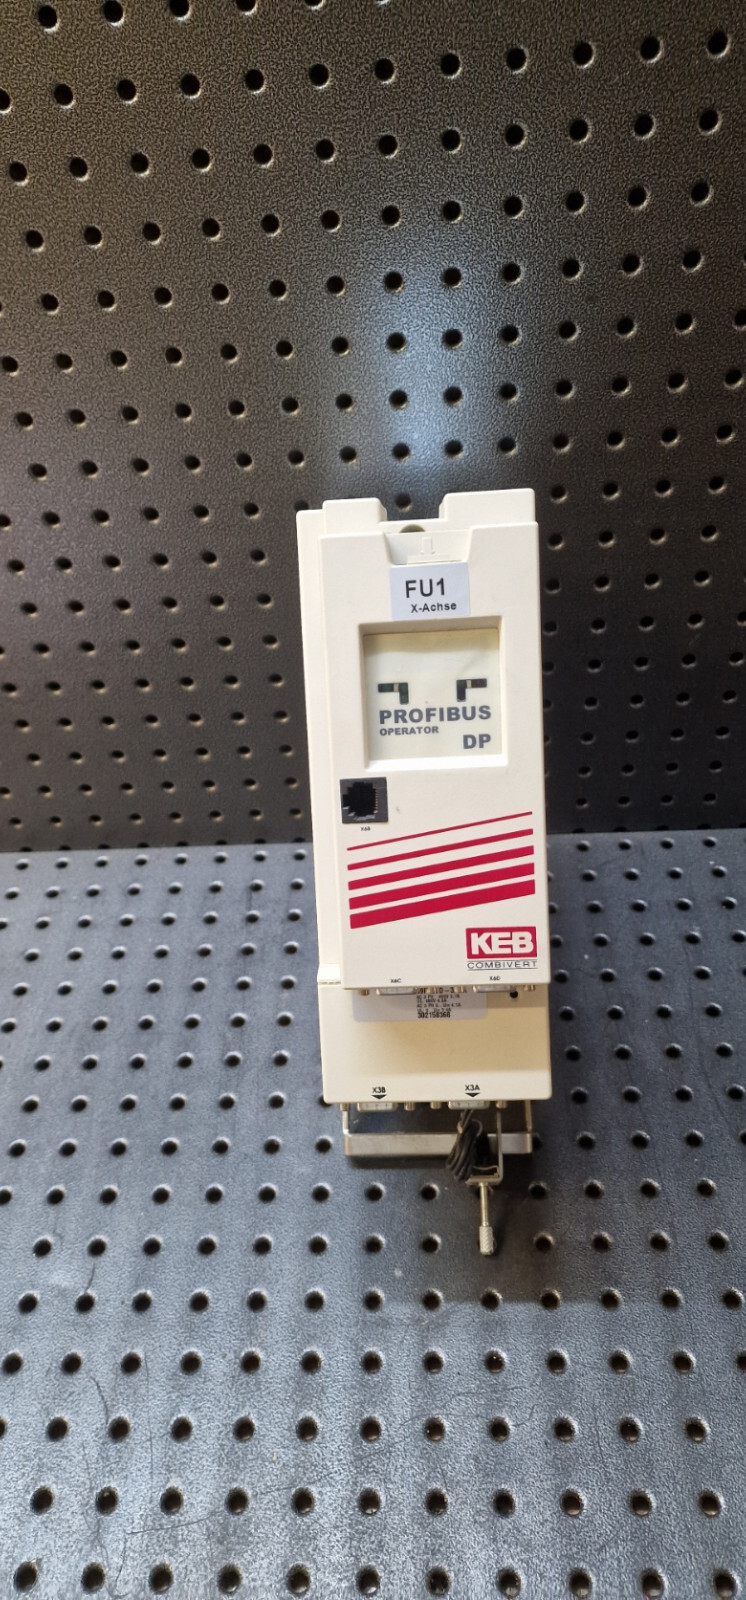 FU1
X-Achse
PROFIBUS
OPERATOR
DP
X6B
KEB
COMBIVERT
X6C
X6D
X3B
X3A